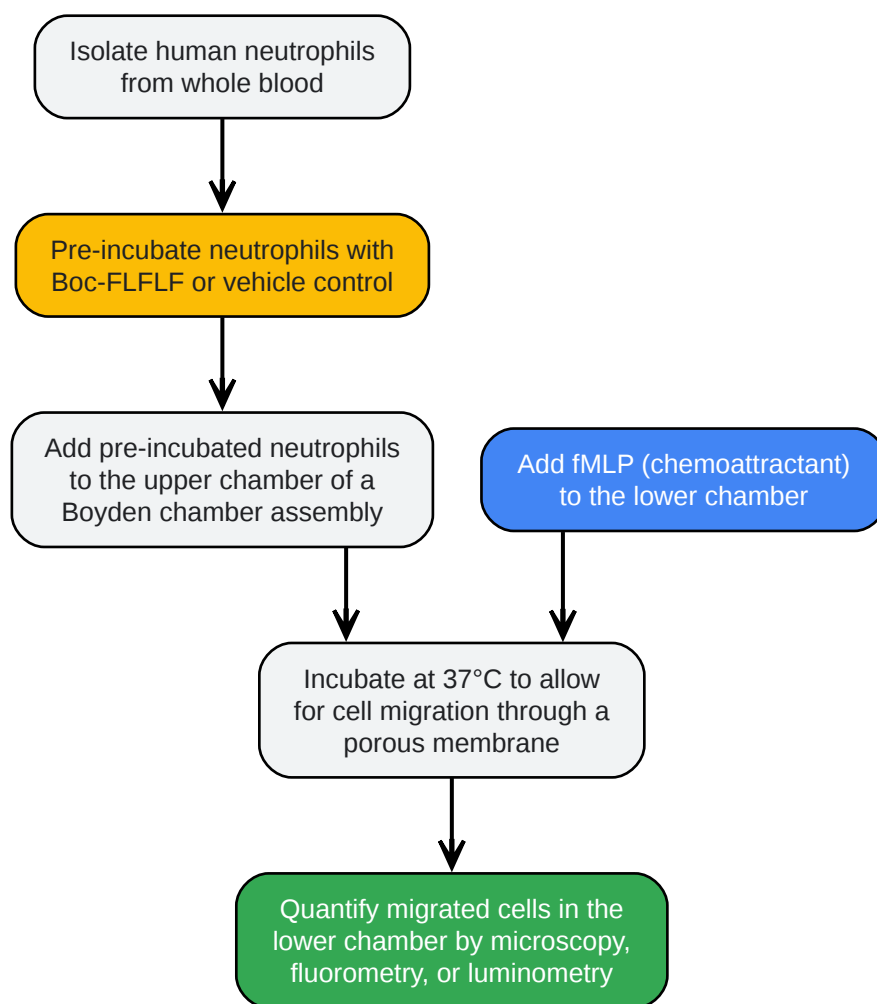 Isolate human neutrophils
from whole blood
Pre-incubate neutrophils with
Boc-FLFLF or vehicle control
Add pre-incubated neutrophils
to the upper chamber of a
Boyden chamber assembly
Add fMLP (chemoattractant)
to the lower chamber
Incubate at 37°C to allow
for cell migration through a
porous membrane
Quantify migrated cells in the
lower chamber by microscopy,
fluorometry, or luminometry